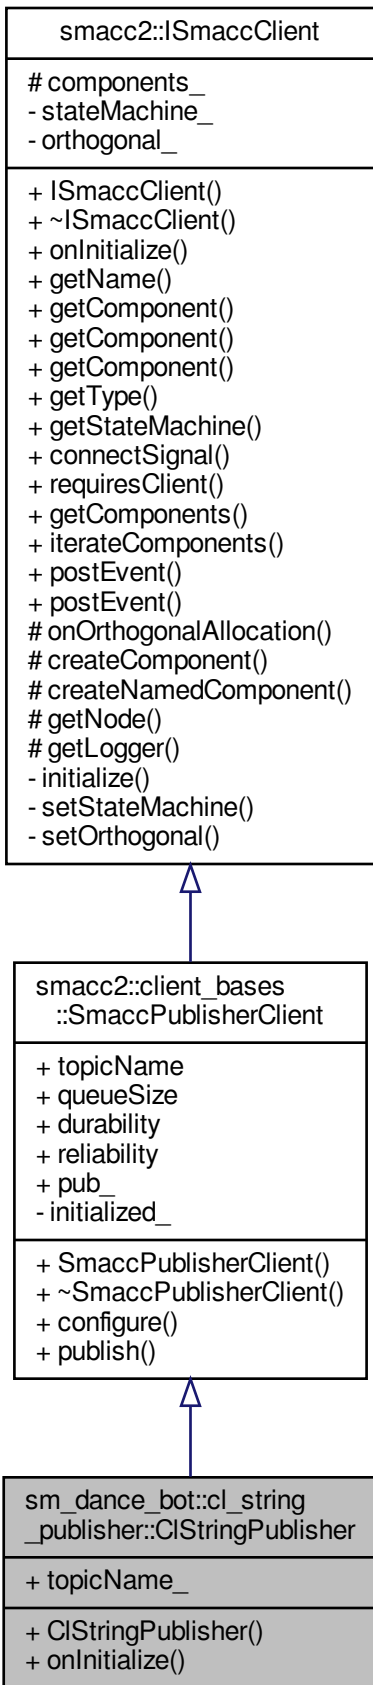 smacc2::ISmaccClient
# components_
- stateMachine_
- orthogonal_
+ ISmaccClient()
+ ~ISmaccClient()
+ onInitialize()
+ getName()
+ getComponent()
+ getComponent()
+ getComponent()
+ getType()
+ getStateMachine()
+ connectSignal()
+ requiresClient()
+ getComponents()
+ iterateComponents()
+ postEvent()
+ postEvent()
# onOrthogonalAllocation()
# createComponent()
# createNamedComponent()
# getNode()
# getLogger()
- initialize()
- setStateMachine()
- setOrthogonal()
smacc2::client_bases
::SmaccPublisherClient
+ topicName
+ queueSize
+ durability
+ reliability
+ pub_
- initialized_
+ SmaccPublisherClient()
+ ~SmaccPublisherClient()
+ configure()
+ publish()
sm_dance_bot::cl_string
_publisher::ClStringPublisher
+ topicName_
+ ClStringPublisher()
+ onInitialize()